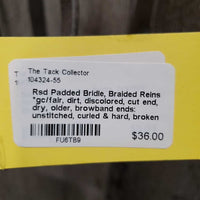 The Tack Collector
104324-55
Rsd Padded Bridle, Braided Reins
*gc/fair, dirt, discolored, cut end,
dry, older, browband ends:
unstitched, curled & hard, broken
$36.00
FU6TB9